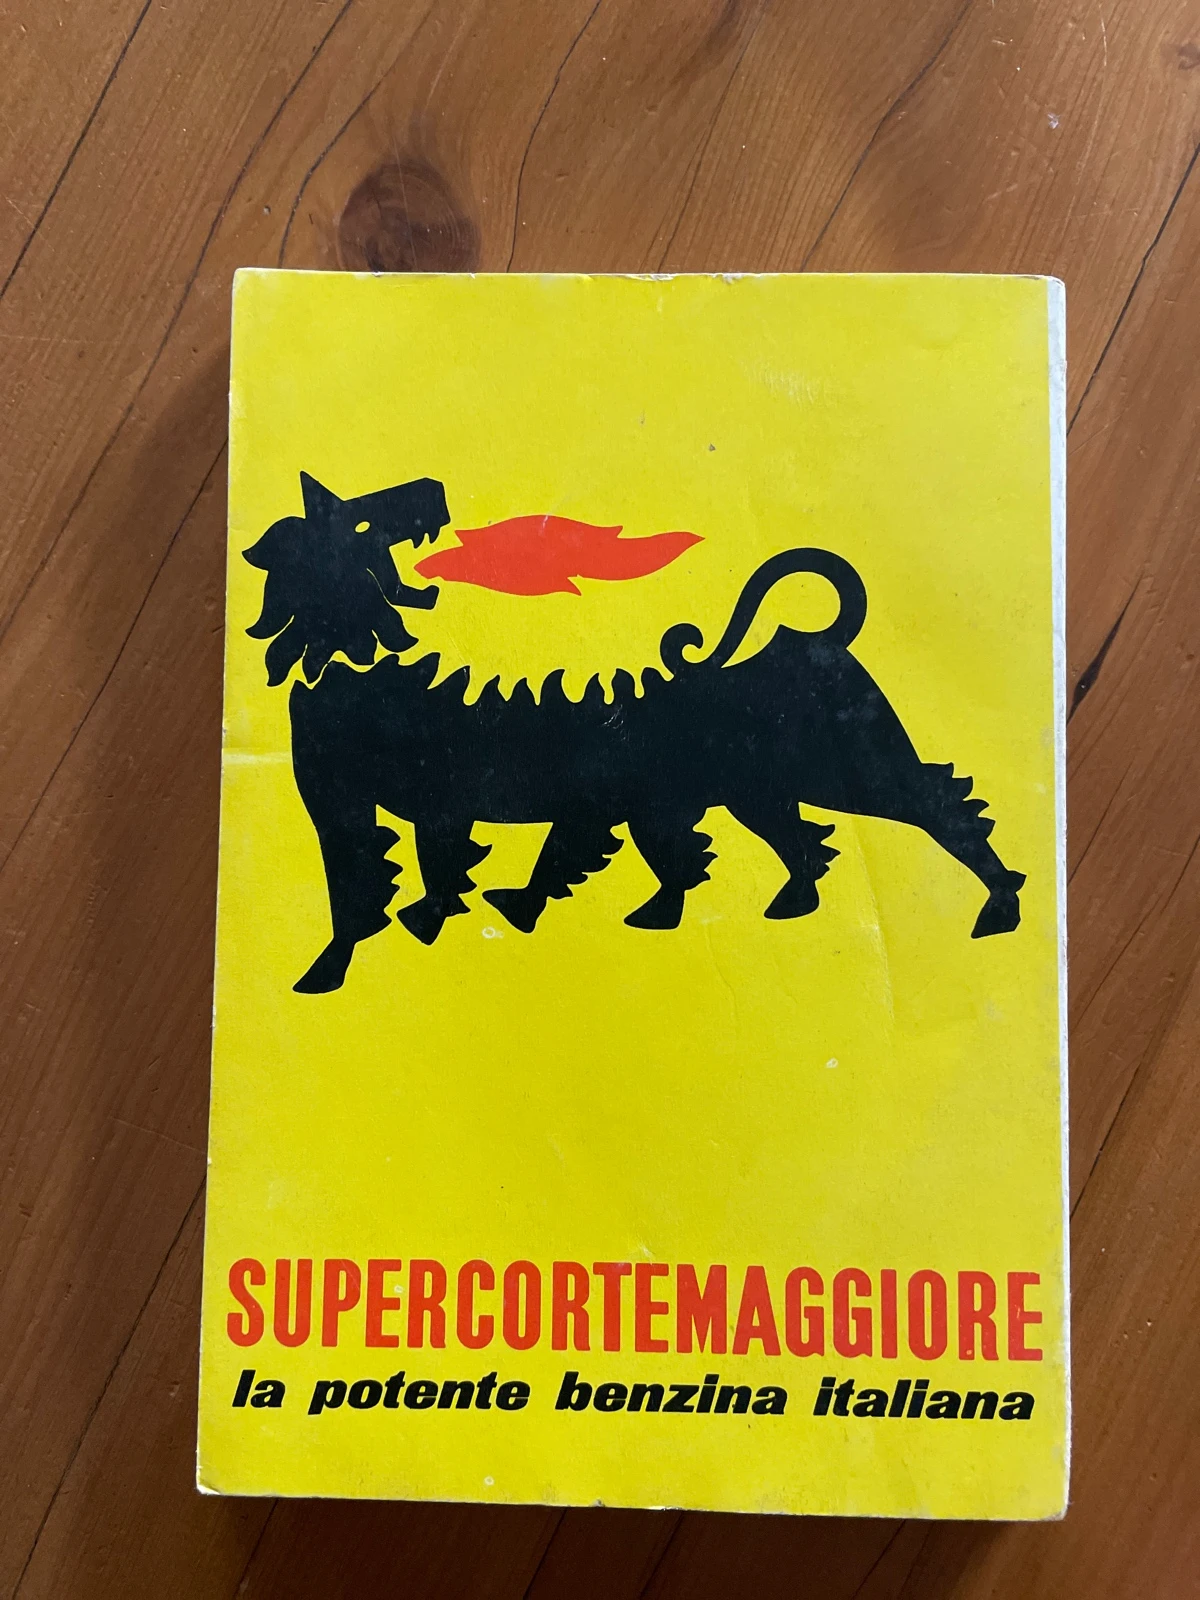 SUPERCORTEMAGGIORE
la potente benzina italiana